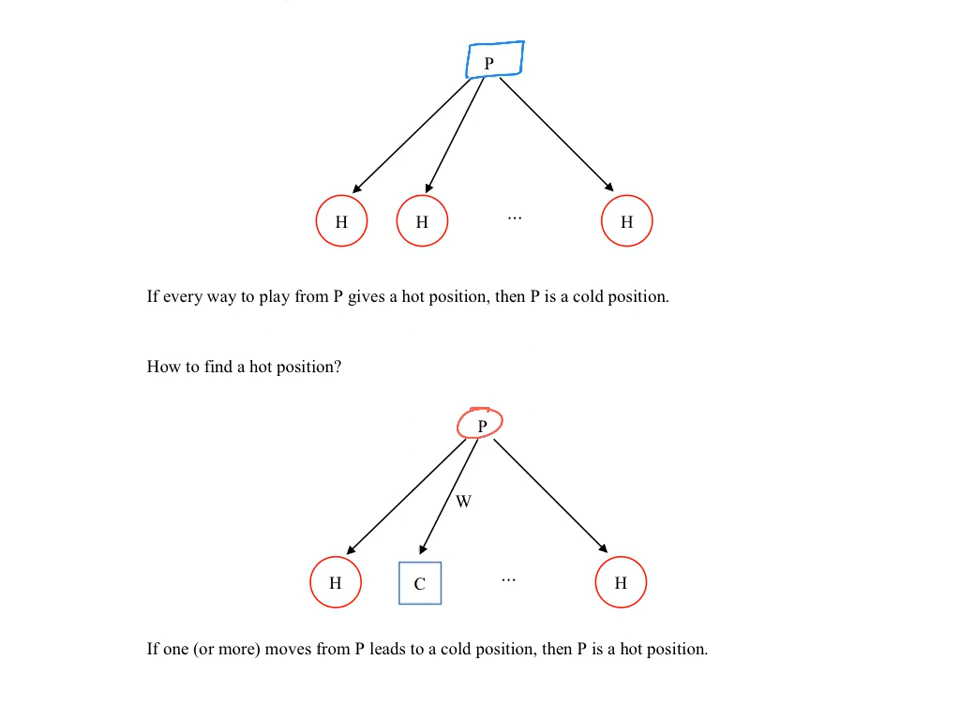 P
H H ... H
If every way to play from P gives a hot position, then P is a cold position.
How to find a hot position?
P
W
H C ... H
If one (or more) moves from P leads to a cold position, then P is a hot position.